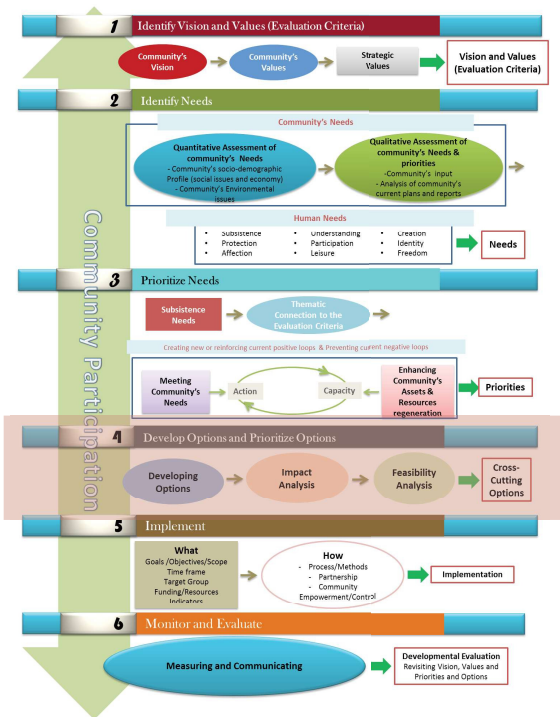 1 Identify Vision and Values (Evaluation Criteria)
Community's
Vision
Community's
Values
Strategic
Values
Vision and Values
(Evaluation Criteria)
2 Identify Needs
Community's Needs
Quantitative Assessment of
community's Needs
- Community's socio-demographic
Profile (social issues and economy)
- Community's Environmental
issues
Qualitative Assessment of
community's Needs &
priorities
-Community's input
- Analysis of community's
current plans and reports
Human Needs
• Subsistence
• Protection
• Affection
• Understanding
• Participation
• Leisure
• Creation
• Identity
• Freedom
Needs
3 Prioritize Needs
Subsistence
Needs
Thematic
Connection to the
Evaluation Criteria
Creating new or reinforcing current positive loops & Preventing current negative loops
Meeting
Community's
Needs
Action
Capacity
Enhancing
Community's
Assets &
Resources
regeneration
Priorities
4 Develop Options and Prioritize Options
Developing
Options
Impact
Analysis
Feasibility
Analysis
Cross-
Cutting
Options
5 Implement
What
Goals /Objectives/Scope
Time frame
Target Group
Funding/Resources
Indicators
How
- Process/Methods
- Partnership
- Community
Empowerment/Control
Implementation
6 Monitor and Evaluate
Measuring and Communicating
Developmental Evaluation
Revisiting Vision, Values and
Priorities and Options
Community Participation